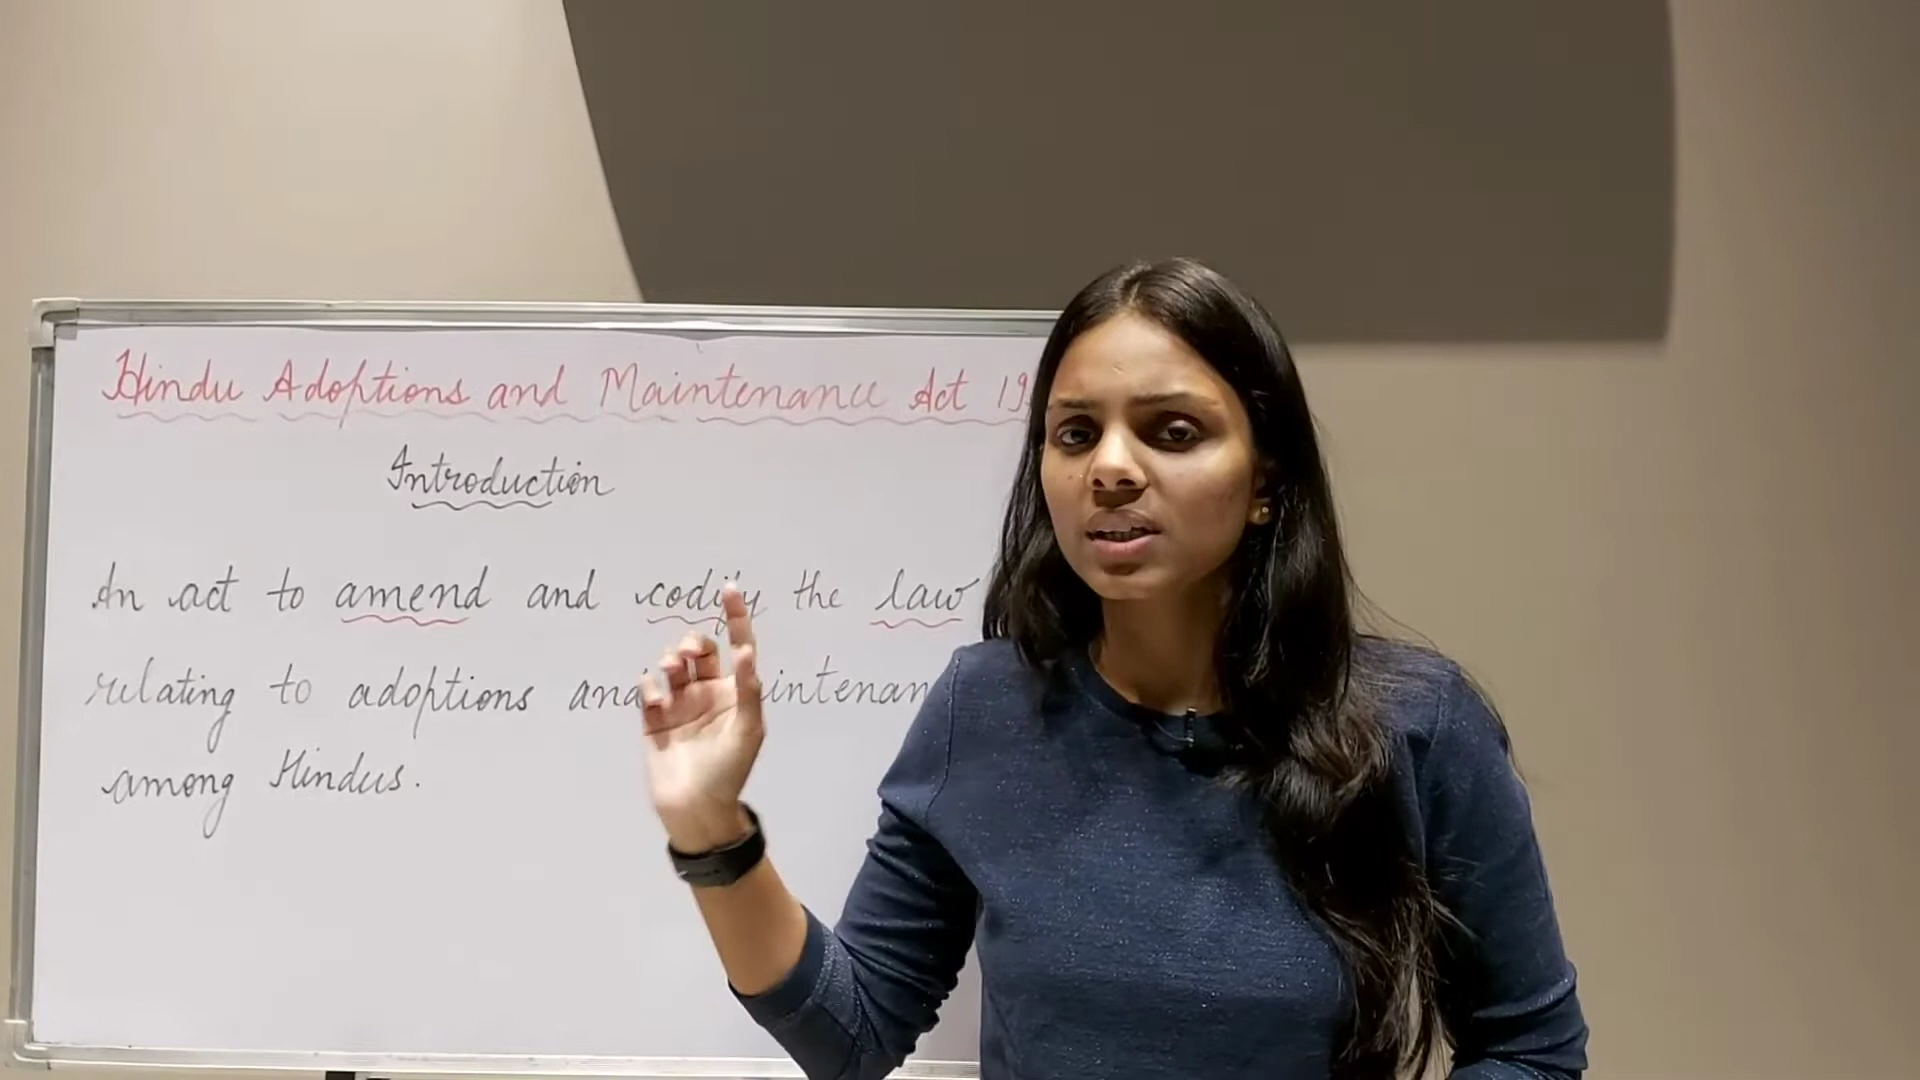 Hindu Adoptions and Maintenance Act
Introduction
An act to amend and codify the law
relating to adoptions and
among Hindus.